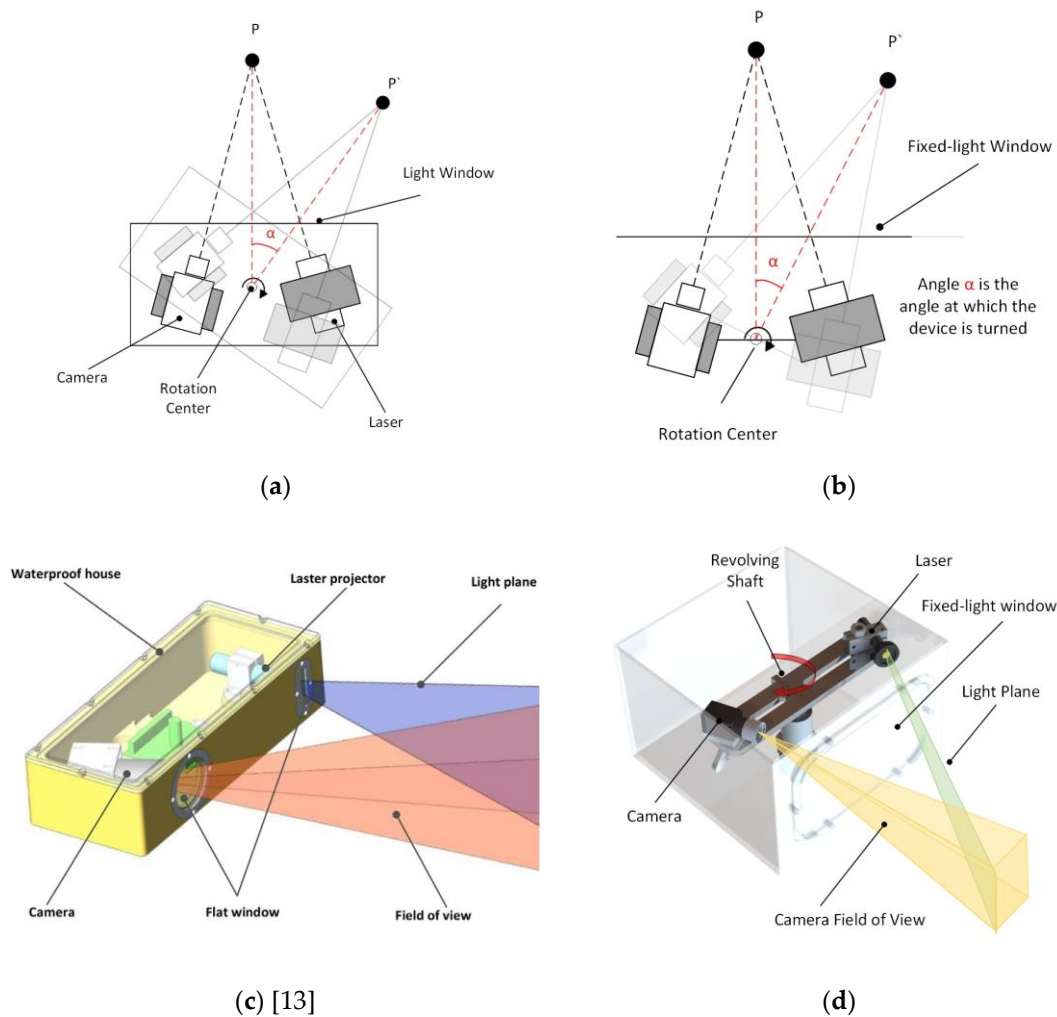 P
P`
Light Window
α
Camera
Rotation
Center
Laser
(a)
P
P`
Fixed-light Window
α
Angle α is the
angle at which the
device is turned
Rotation Center
(b)
Waterproof house
Laster projector
Light plane
Camera
Flat window
Field of view
(c) [13]
Revolving
Shaft
Laser
Fixed-light window
Light Plane
Camera
Camera Field of View
(d)